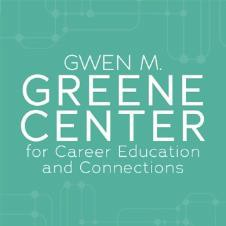 GWEN M.
GREENE
CENTER
for Career Education
and Connections